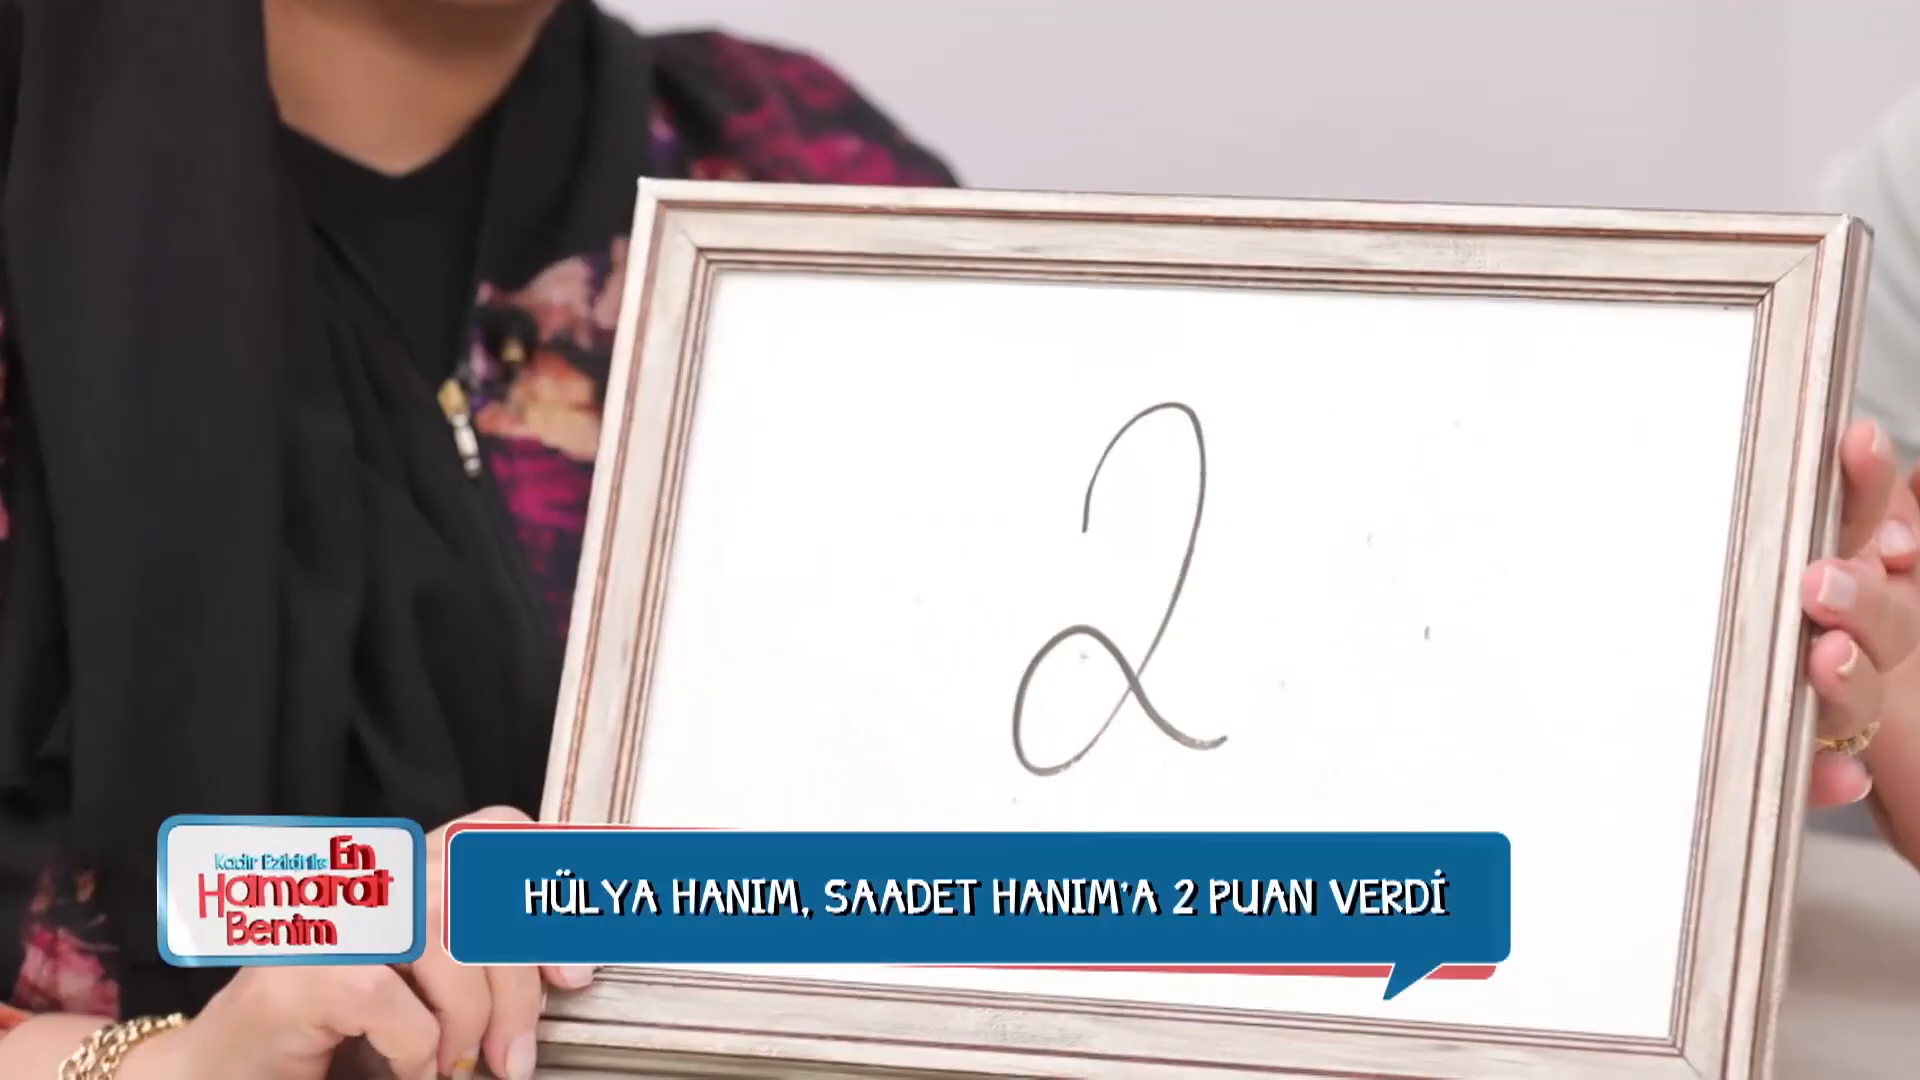 2
Kadir Ezildi ile En
Hamarat
Benim
HÜLYA HANIM, SAADET HANIM'A 2 PUAN VERDİ